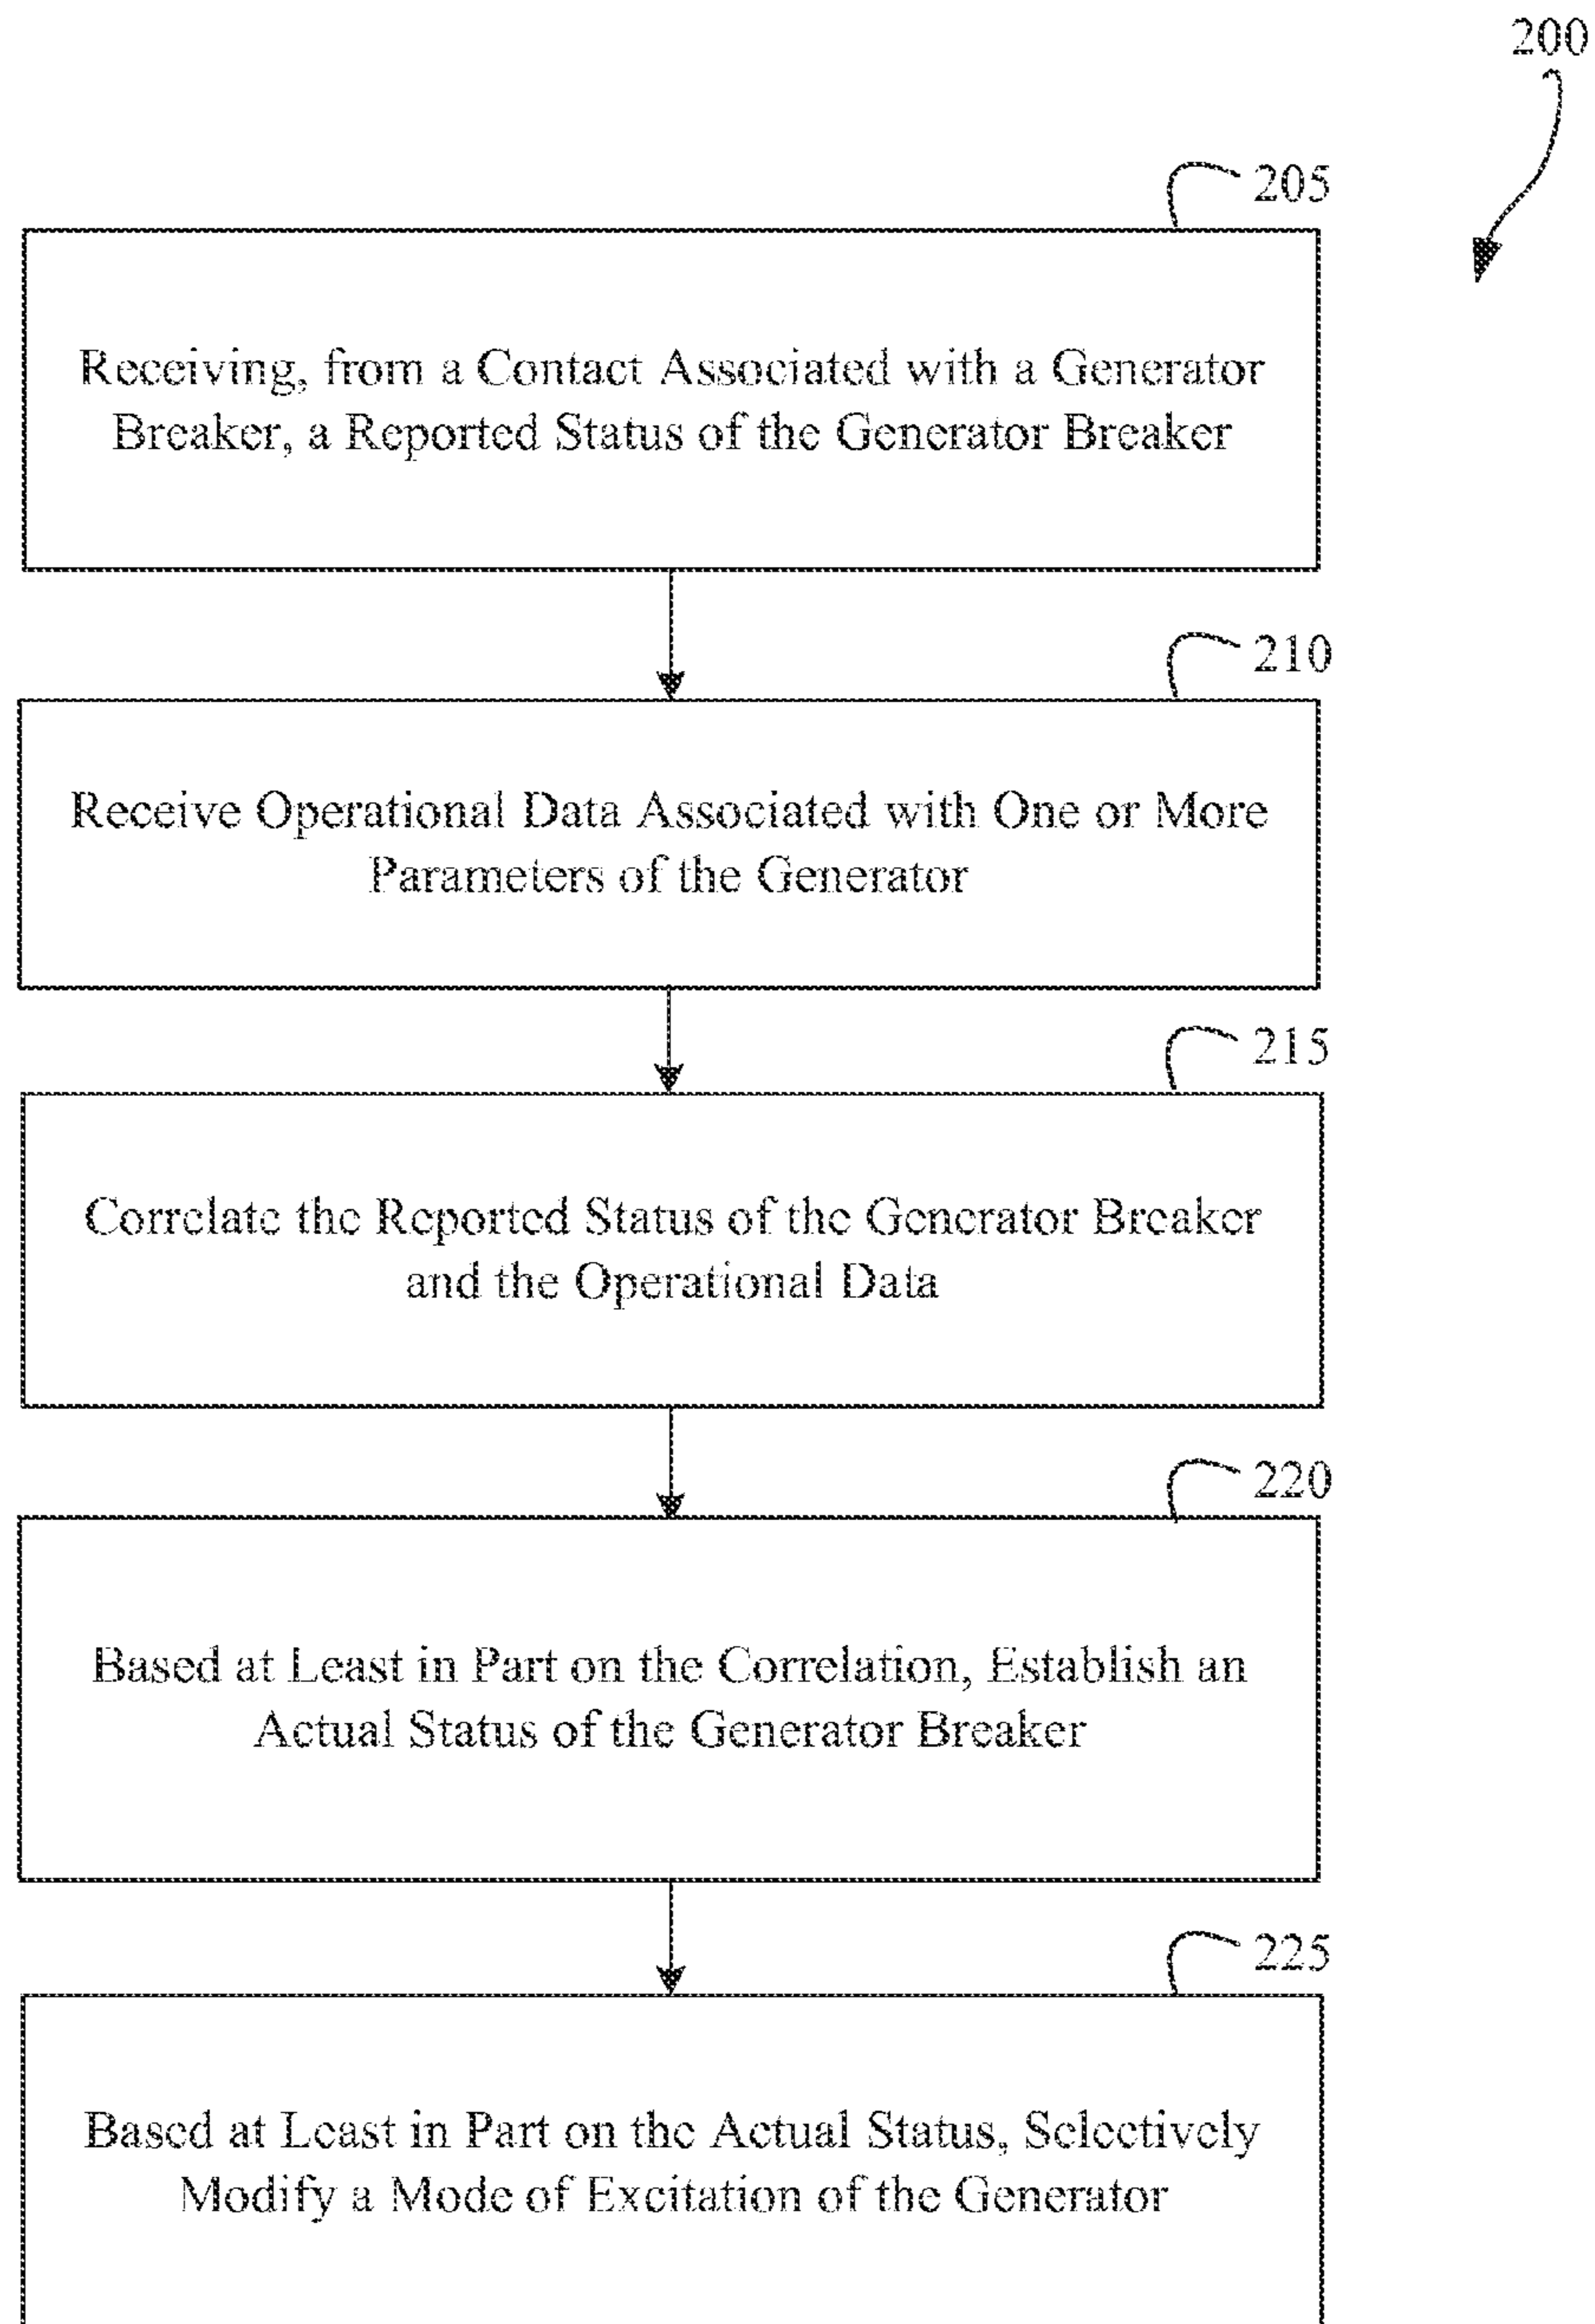 200
205
Receiving, from a Contact Associated with a Generator
Breaker, a Reported Status of the Generator Breaker
210
Receive Operational Data Associated with One or More
Parameters of the Generator
215
Correlate the Reported Status of the Generator Breaker
and the Operational Data
220
Based at Least in Part on the Correlation, Establish an
Actual Status of the Generator Breaker
225
Based at Least in Part on the Actual Status, Selectively
Modify a Mode of Excitation of the Generator